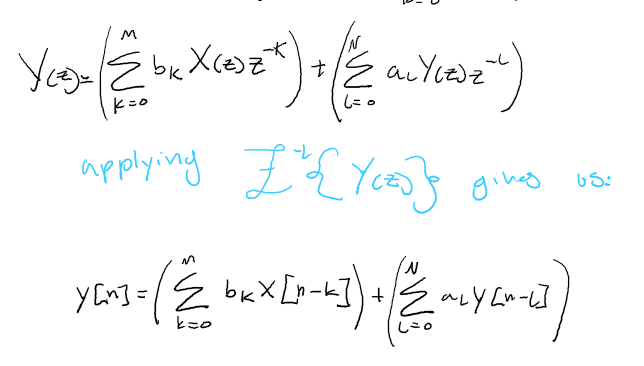 Y(z)=(∑_{k=0}^{M} b_k X(z) z^{-k}) + (∑_{L=0}^{N} a_L Y(z) z^{-L})
applying Z^{-1}{Y(z)} gives us:
y[n]=(∑_{k=0}^{M} b_k X[n-k]) + (∑_{L=0}^{N} a_L y[n-L])